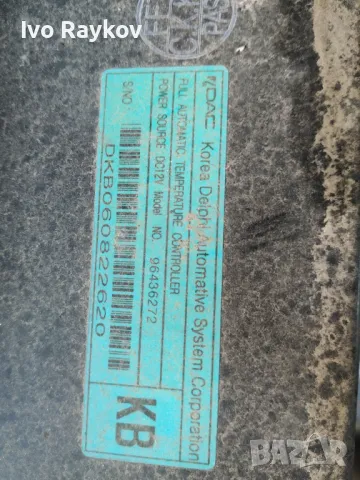 Ivo Raykov
KDAC Korea Delphi Automotive System Corporation
FULL AUTOMATIC TEMPERATURE CONTROLLER
POWER SOURCE DC12V Model NO. 96436272
S/NO
DKB060822620
KB
bazar